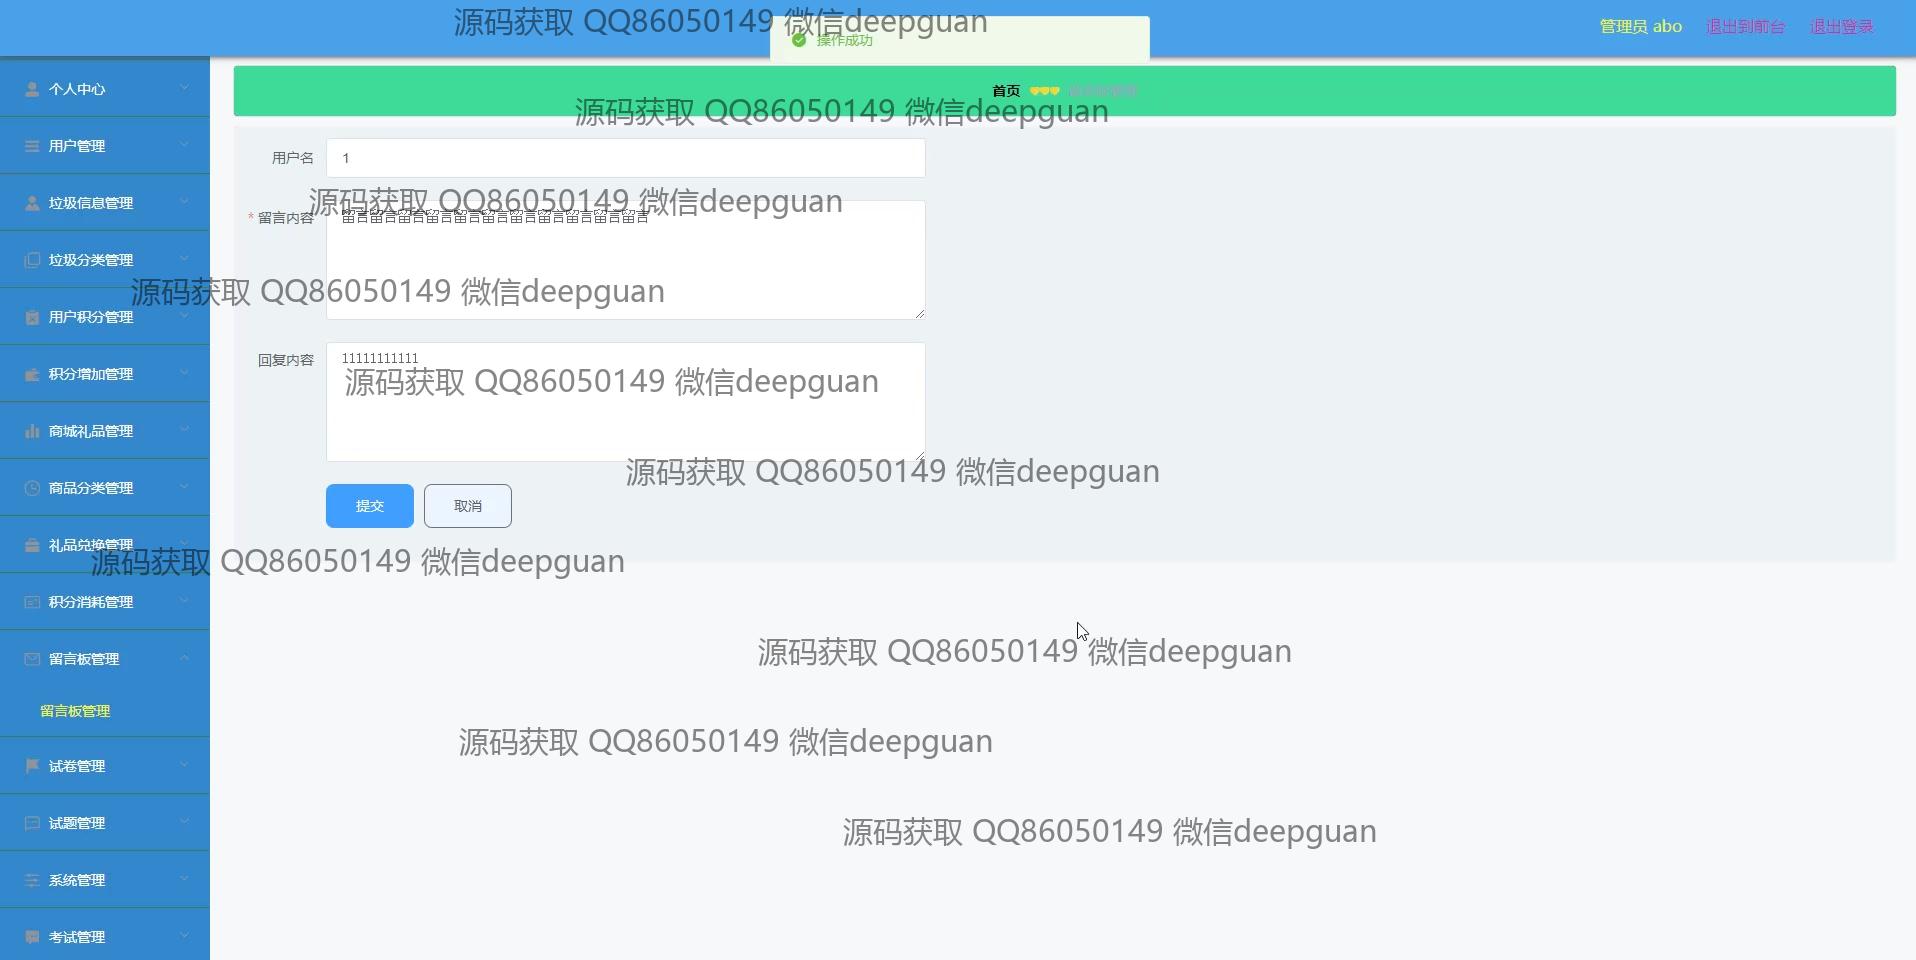 源码获取 QQ86050149 微信deepguan
操作成功
管理员 abo
退出到前台
退出登录
首页
源码获取 QQ86050149 微信deepguan
个人中心
用户管理
垃圾信息管理
垃圾分类管理
用户积分管理
积分增加管理
商城礼品管理
商品分类管理
礼品兑换管理
积分消耗管理
留言板管理
留言板管理
试卷管理
试题管理
系统管理
考试管理
用户名
1
源码获取 QQ86050149 微信deepguan
* 留言内容
留言留言留言留言留言留言留言留言留言留言留言
源码获取 QQ86050149 微信deepguan
回复内容
11111111111
源码获取 QQ86050149 微信deepguan
源码获取 QQ86050149 微信deepguan
提交
取消
源码获取 QQ86050149 微信deepguan
源码获取 QQ86050149 微信deepguan
源码获取 QQ86050149 微信deepguan
源码获取 QQ86050149 微信deepguan